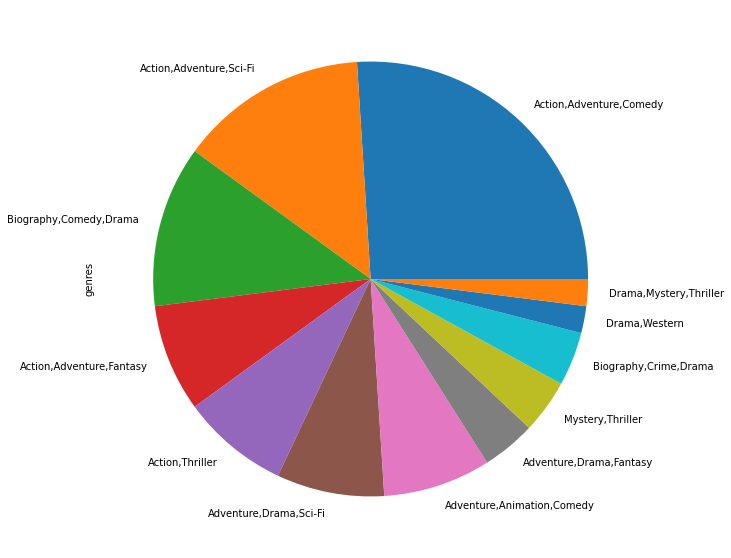 Action,Adventure,Sci-Fi
Action,Adventure,Comedy
Biography,Comedy,Drama
genres
Drama,Mystery,Thriller
Drama,Western
Action,Adventure,Fantasy
Biography,Crime,Drama
Mystery,Thriller
Action,Thriller
Adventure,Drama,Fantasy
Adventure,Animation,Comedy
Adventure,Drama,Sci-Fi